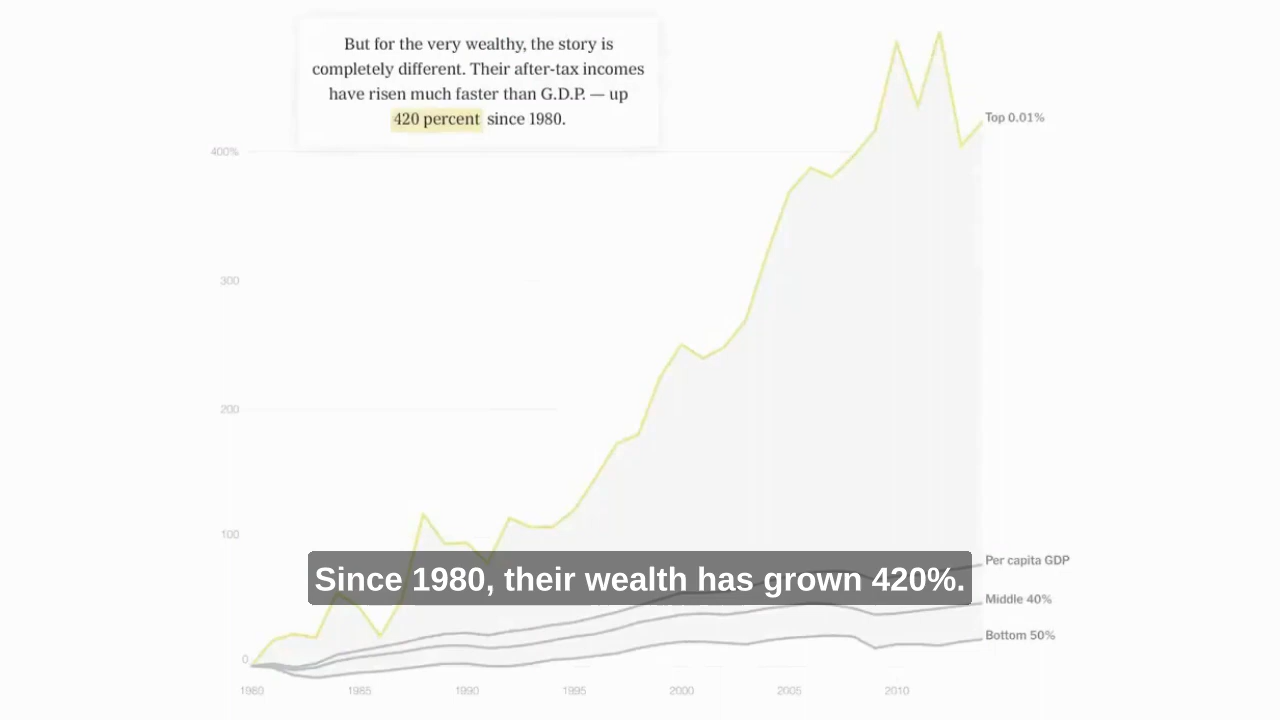 But for the very wealthy, the story is
completely different. Their after-tax incomes
have risen much faster than G.D.P. — up
420 percent since 1980.
Top 0.01%
400%
300
200
100
Per capita GDP
Since 1980, their wealth has grown 420%.
Middle 40%
Bottom 50%
0
1980 1985 1990 1995 2000 2005 2010